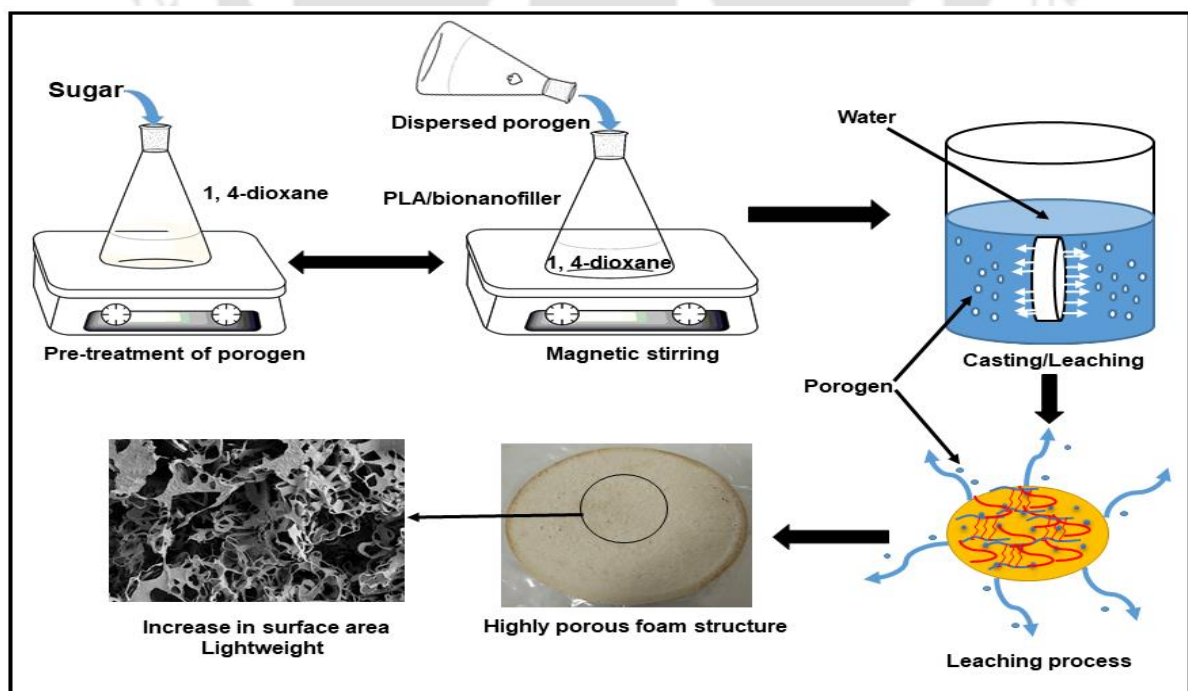 Sugar
1, 4-dioxane
Pre-treatment of porogen
Dispersed porogen
PLA/bionanofiller
1, 4-dioxane
Magnetic stirring
Water
Casting/Leaching
Porogen
Leaching process
Highly porous foam structure
Increase in surface area
Lightweight